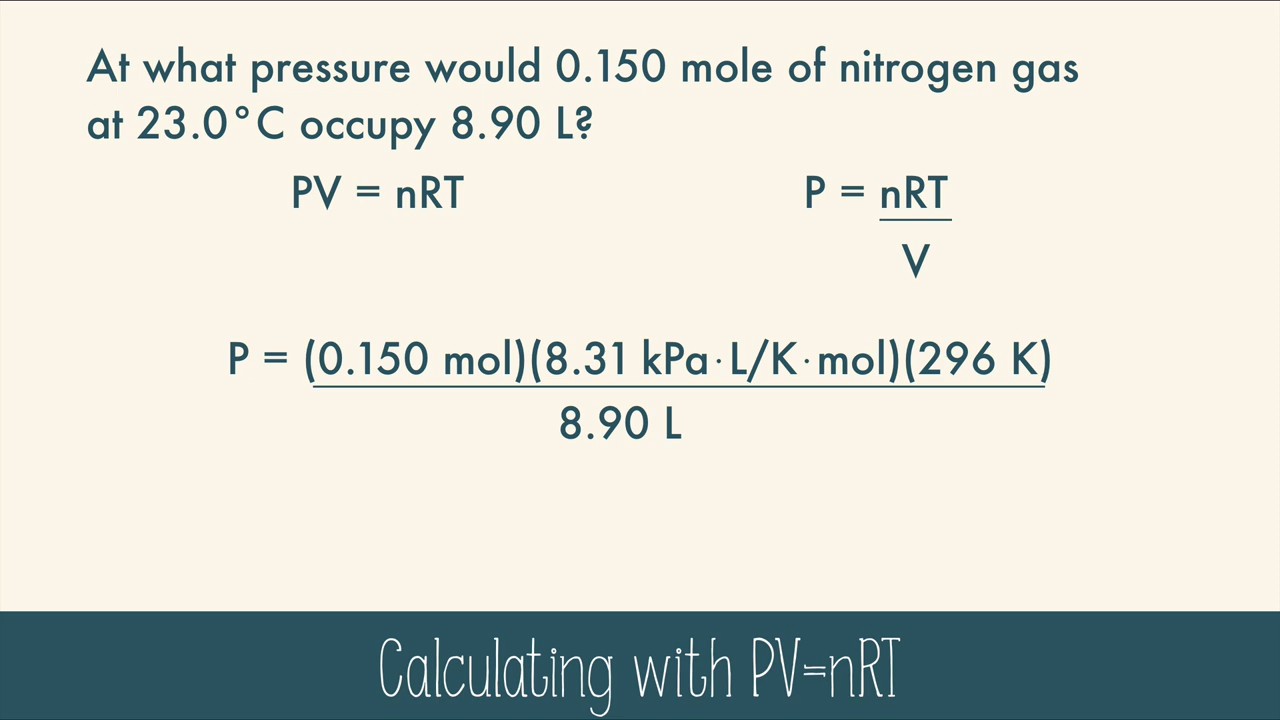 At what pressure would 0.150 mole of nitrogen gas
at 23.0°C occupy 8.90 L?
PV = nRT
P = nRT
V
P = (0.150 mol)(8.31 kPa·L/K·mol)(296 K)
8.90 L
Calculating with PV=nRT